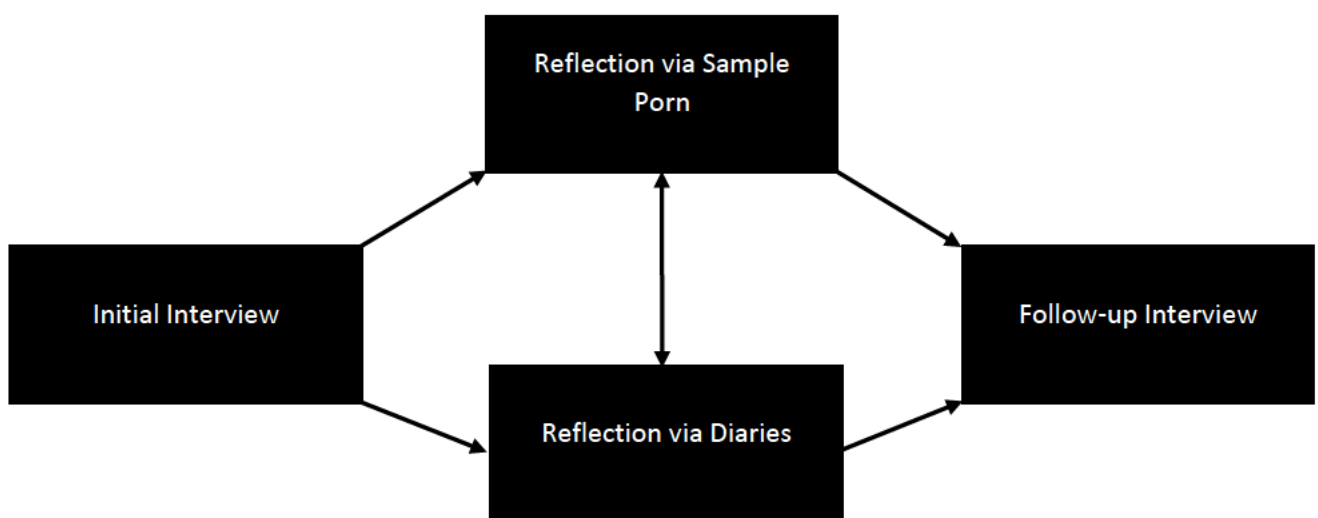 Reflection via Sample
Porn
Initial Interview
Follow-up Interview
Reflection via Diaries